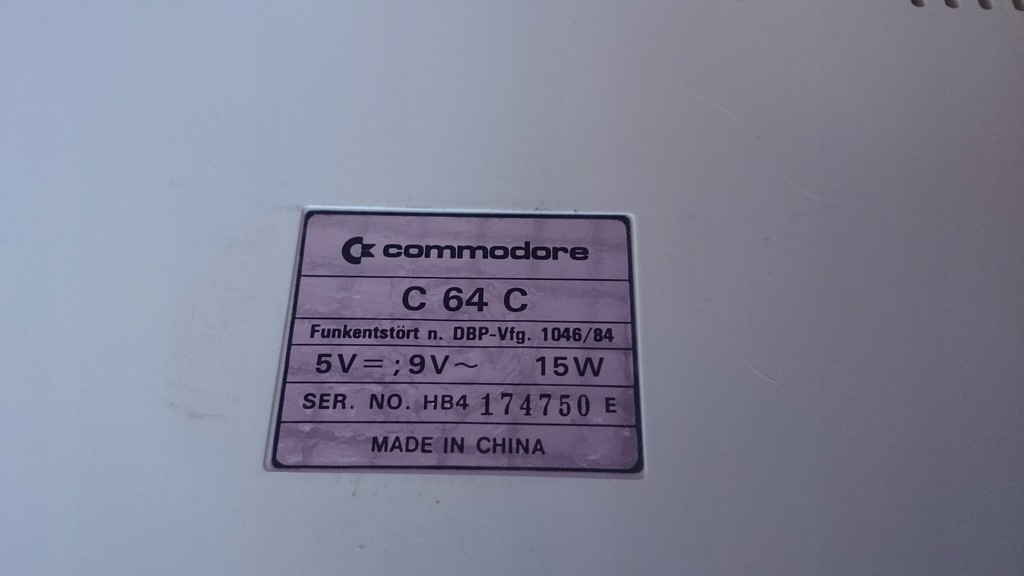 commodore
C 64 C
Funkentstört n. DBP-Vfg. 1046/84
5V=; 9V~ 15W
SER. NO. HB4 174750 E
MADE IN CHINA